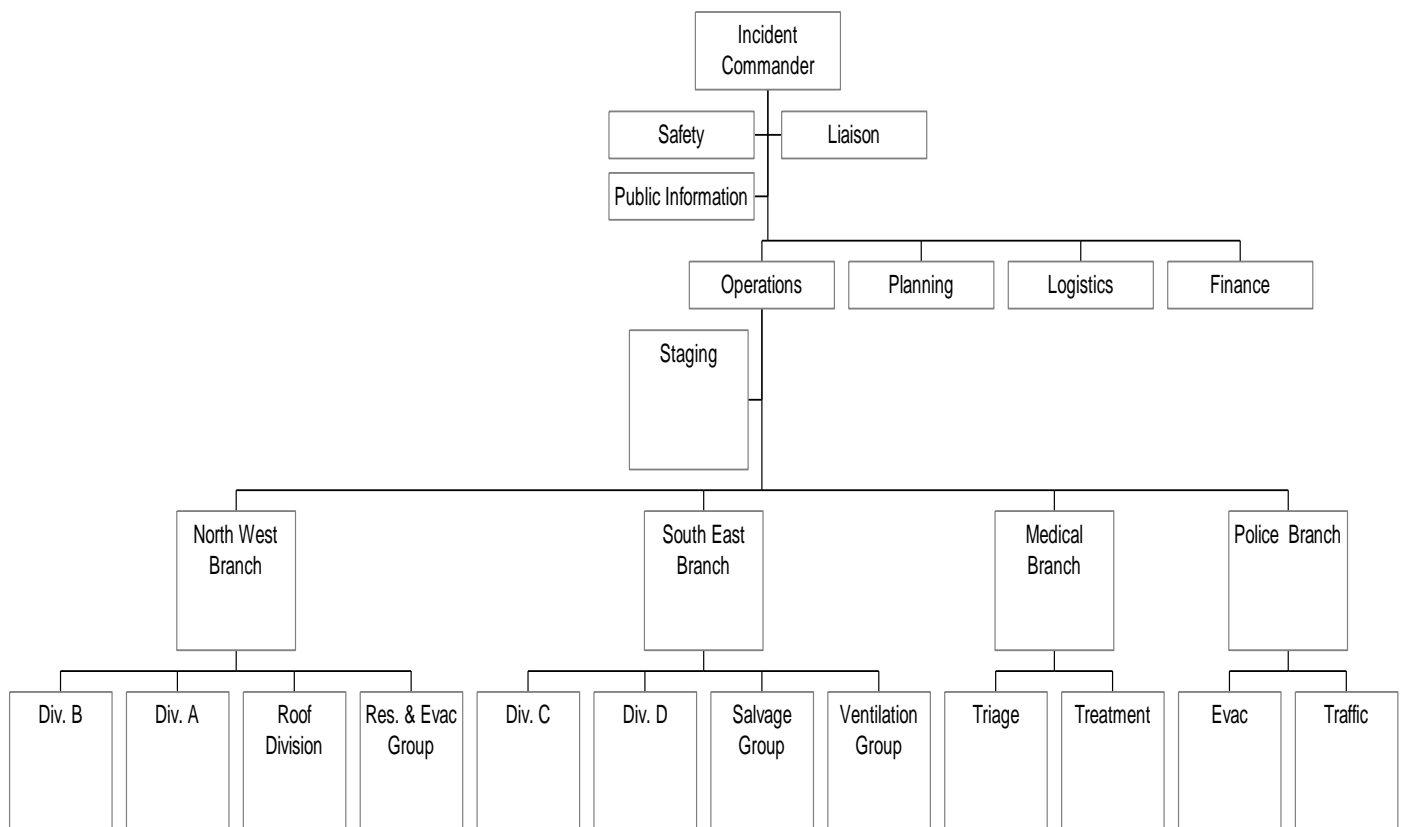 Incident
Commander
Safety
Liaison
Public Information
Operations
Planning
Logistics
Finance
Staging
North West
Branch
South East
Branch
Medical
Branch
Police Branch
Div. B
Div. A
Roof
Division
Res. & Evac
Group
Div. C
Div. D
Salvage
Group
Ventilation
Group
Triage
Treatment
Evac
Traffic